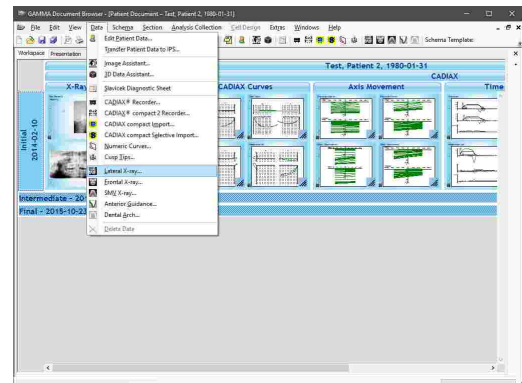 GAMMA Document Browser - [Patient Document - Test, Patient 2, 1980-01-31]
File Edit View Data Scheme Section Analysis Collection Cell Design Extras Windows Help
Schema Template:
Workspace Presentation
Edit Patient Data...
Transfer Patient Data to IPS...
Image Assistant...
3D Data Assistant...
Slavicek Diagnostic Sheet
CADIAX® Recorder...
CADIAX® compact 2 Recorder...
CADIAX compact Import...
CADIAX compact Selective Import...
Numeric Curves...
Cusp Tips...
Lateral X-ray...
Frontal X-ray...
SMV X-ray...
Anterior Guidance...
Dental Arch...
Delete Data
Test, Patient 2, 1980-01-31
CADIAX
X-Ray
CADIAX Curves
Axis Movement
Time
Initial
2014-02-10
Intermediate - 20
Final - 2015-10-2